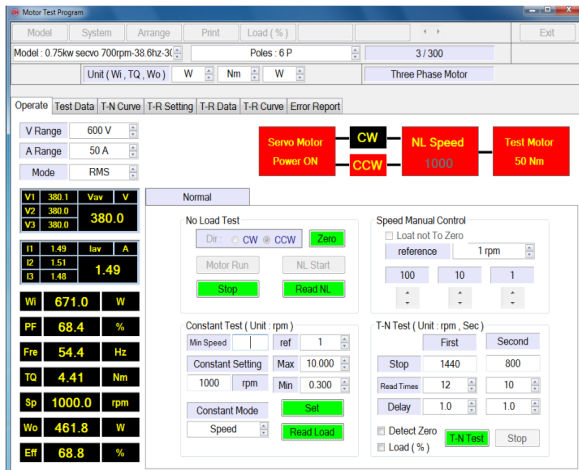 Motor Test Program
Model System Arrange Print Load ( % ) Exit
Model : 0.75kw secvo 700rpm-38.6hz-30 Poles : 6 P 3 / 300
Unit ( Wi , TQ , Wo ) W Nm W Three Phase Motor
Operate Test Data T-N Curve T-R Setting T-R Data T-R Curve Error Report
V Range 600 V
A Range 50 A
Mode RMS
Servo Motor
Power ON
CW
CCW
NL Speed
1000
Test Motor
50 Nm
V1 380.1 Vav V
V2 380.0
V3 380.0
380.0
I1 1.49 Iav A
I2 1.51
I3 1.48
1.49
Wi 671.0 W
PF 68.4 %
Fre 54.4 Hz
TQ 4.41 Nm
Sp 1000.0 rpm
Wo 461.8 W
Eff 68.8 %
Normal
No Load Test
Dir : CW CCW Zero
Motor Run NL Start
Stop Read NL
Speed Manual Control
Loat not To Zero
reference 1 rpm
100 10 1
Constant Test ( Unit : rpm )
Min Speed ref 1
Constant Setting Max 10.000
1000 rpm Min 0.300
Constant Mode Set
Speed Read Load
T-N Test ( Unit : rpm , Sec )
First Second
Stop 1440 800
Read Times 12 10
Delay 1.0 1.0
Detect Zero
Load ( % )
T-N Test Stop